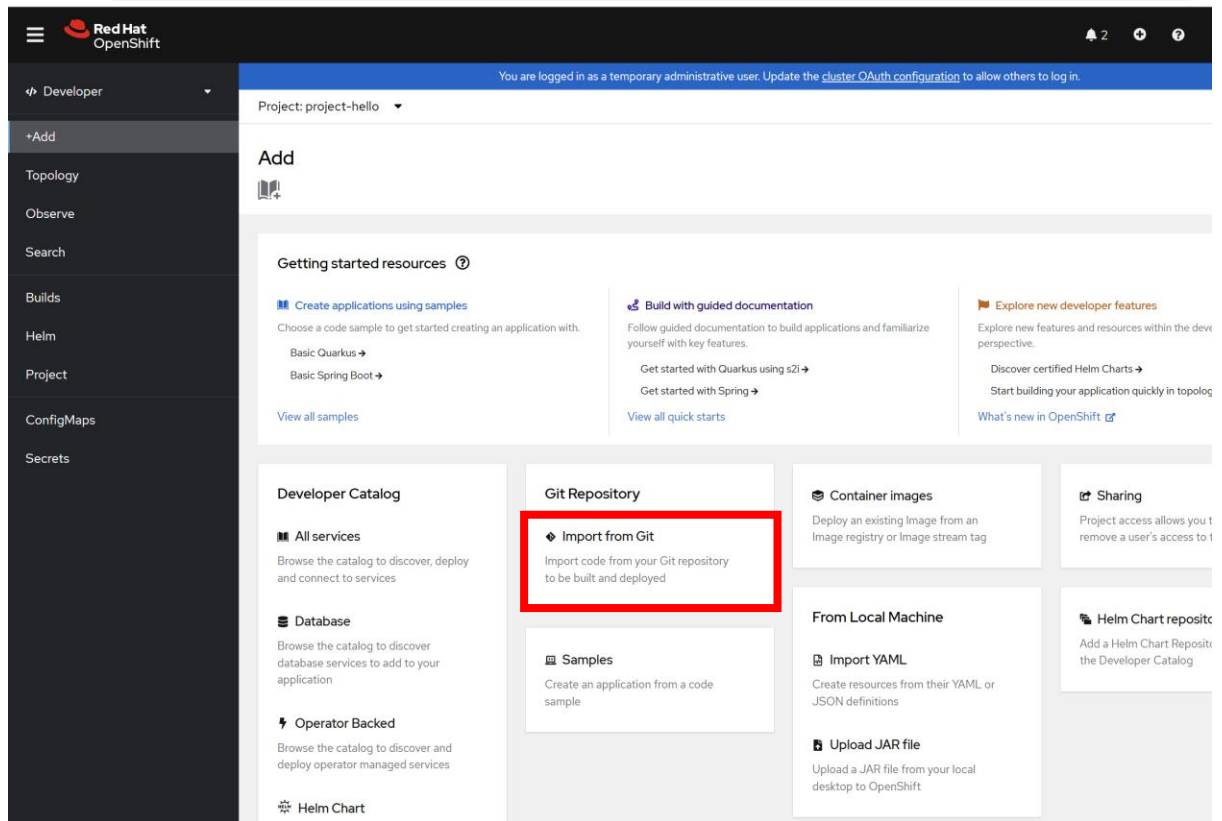 Red Hat
OpenShift
2
Developer
You are logged in as a temporary administrative user. Update the cluster OAuth configuration to allow others to log in.
Project: project-hello
+Add
Topology
Observe
Search
Builds
Helm
Project
ConfigMaps
Secrets
Add
Getting started resources
Create applications using samples
Choose a code sample to get started creating an application with.
Basic Quarkus →
Basic Spring Boot →
View all samples
Build with guided documentation
Follow guided documentation to build applications and familiarize
yourself with key features.
Get started with Quarkus using s2i →
Get started with Spring →
View all quick starts
Explore new developer features
Explore new features and resources within the deve
perspective.
Discover certified Helm Charts →
Start building your application quickly in topolog
What's new in OpenShift
Developer Catalog
All services
Browse the catalog to discover, deploy
and connect to services
Database
Browse the catalog to discover
database services to add to your
application
Operator Backed
Browse the catalog to discover and
deploy operator managed services
HELM
Helm Chart
Git Repository
Import from Git
Import code from your Git repository
to be built and deployed
Samples
Create an application from a code
sample
Container images
Deploy an existing Image from an
Image registry or Image stream tag
From Local Machine
Import YAML
Create resources from their YAML or
JSON definitions
Upload JAR file
Upload a JAR file from your local
desktop to OpenShift
Sharing
Project access allows you t
remove a user's access to t
Helm Chart reposito
Add a Helm Chart Reposito
the Developer Catalog